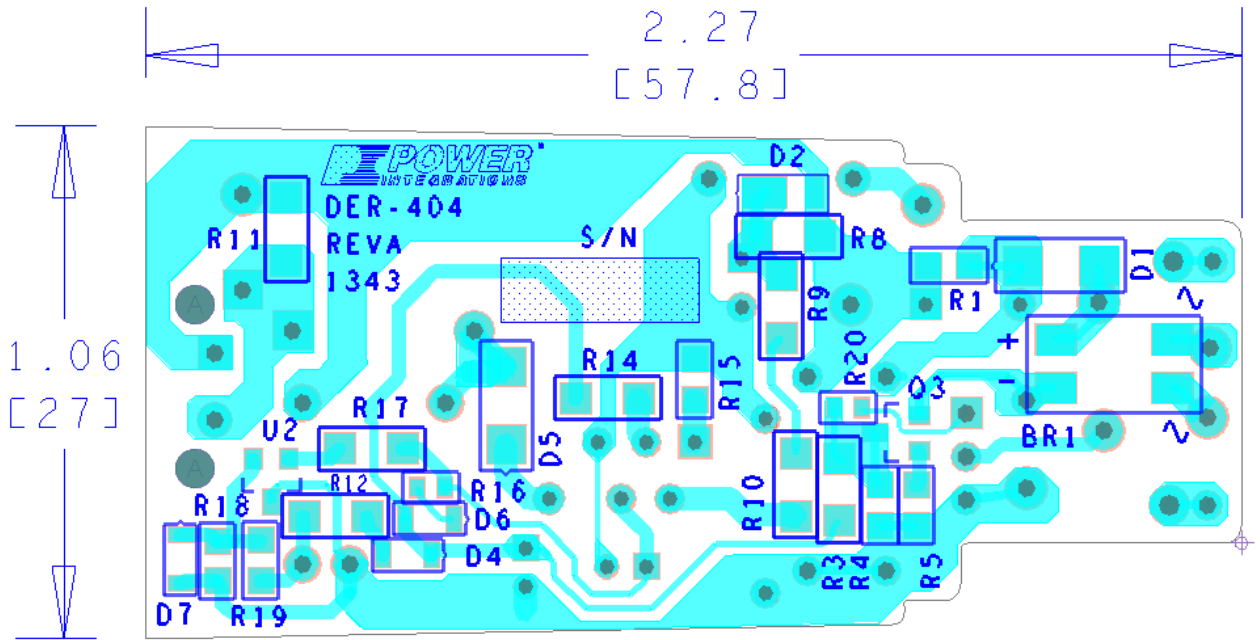 2.27
[57.8]
POWER
INTEGRATIONS
D2
DER-404
R11
REVA
S/N
R8
1343
D1
R9
R1
A
~
1.06
[27]
R14
R15
R20
+
Q3
-
R17
D5
BR1
~
U2
A
R12
R16
R18
R10
D6
D4
R3
R4
R5
D7
R19